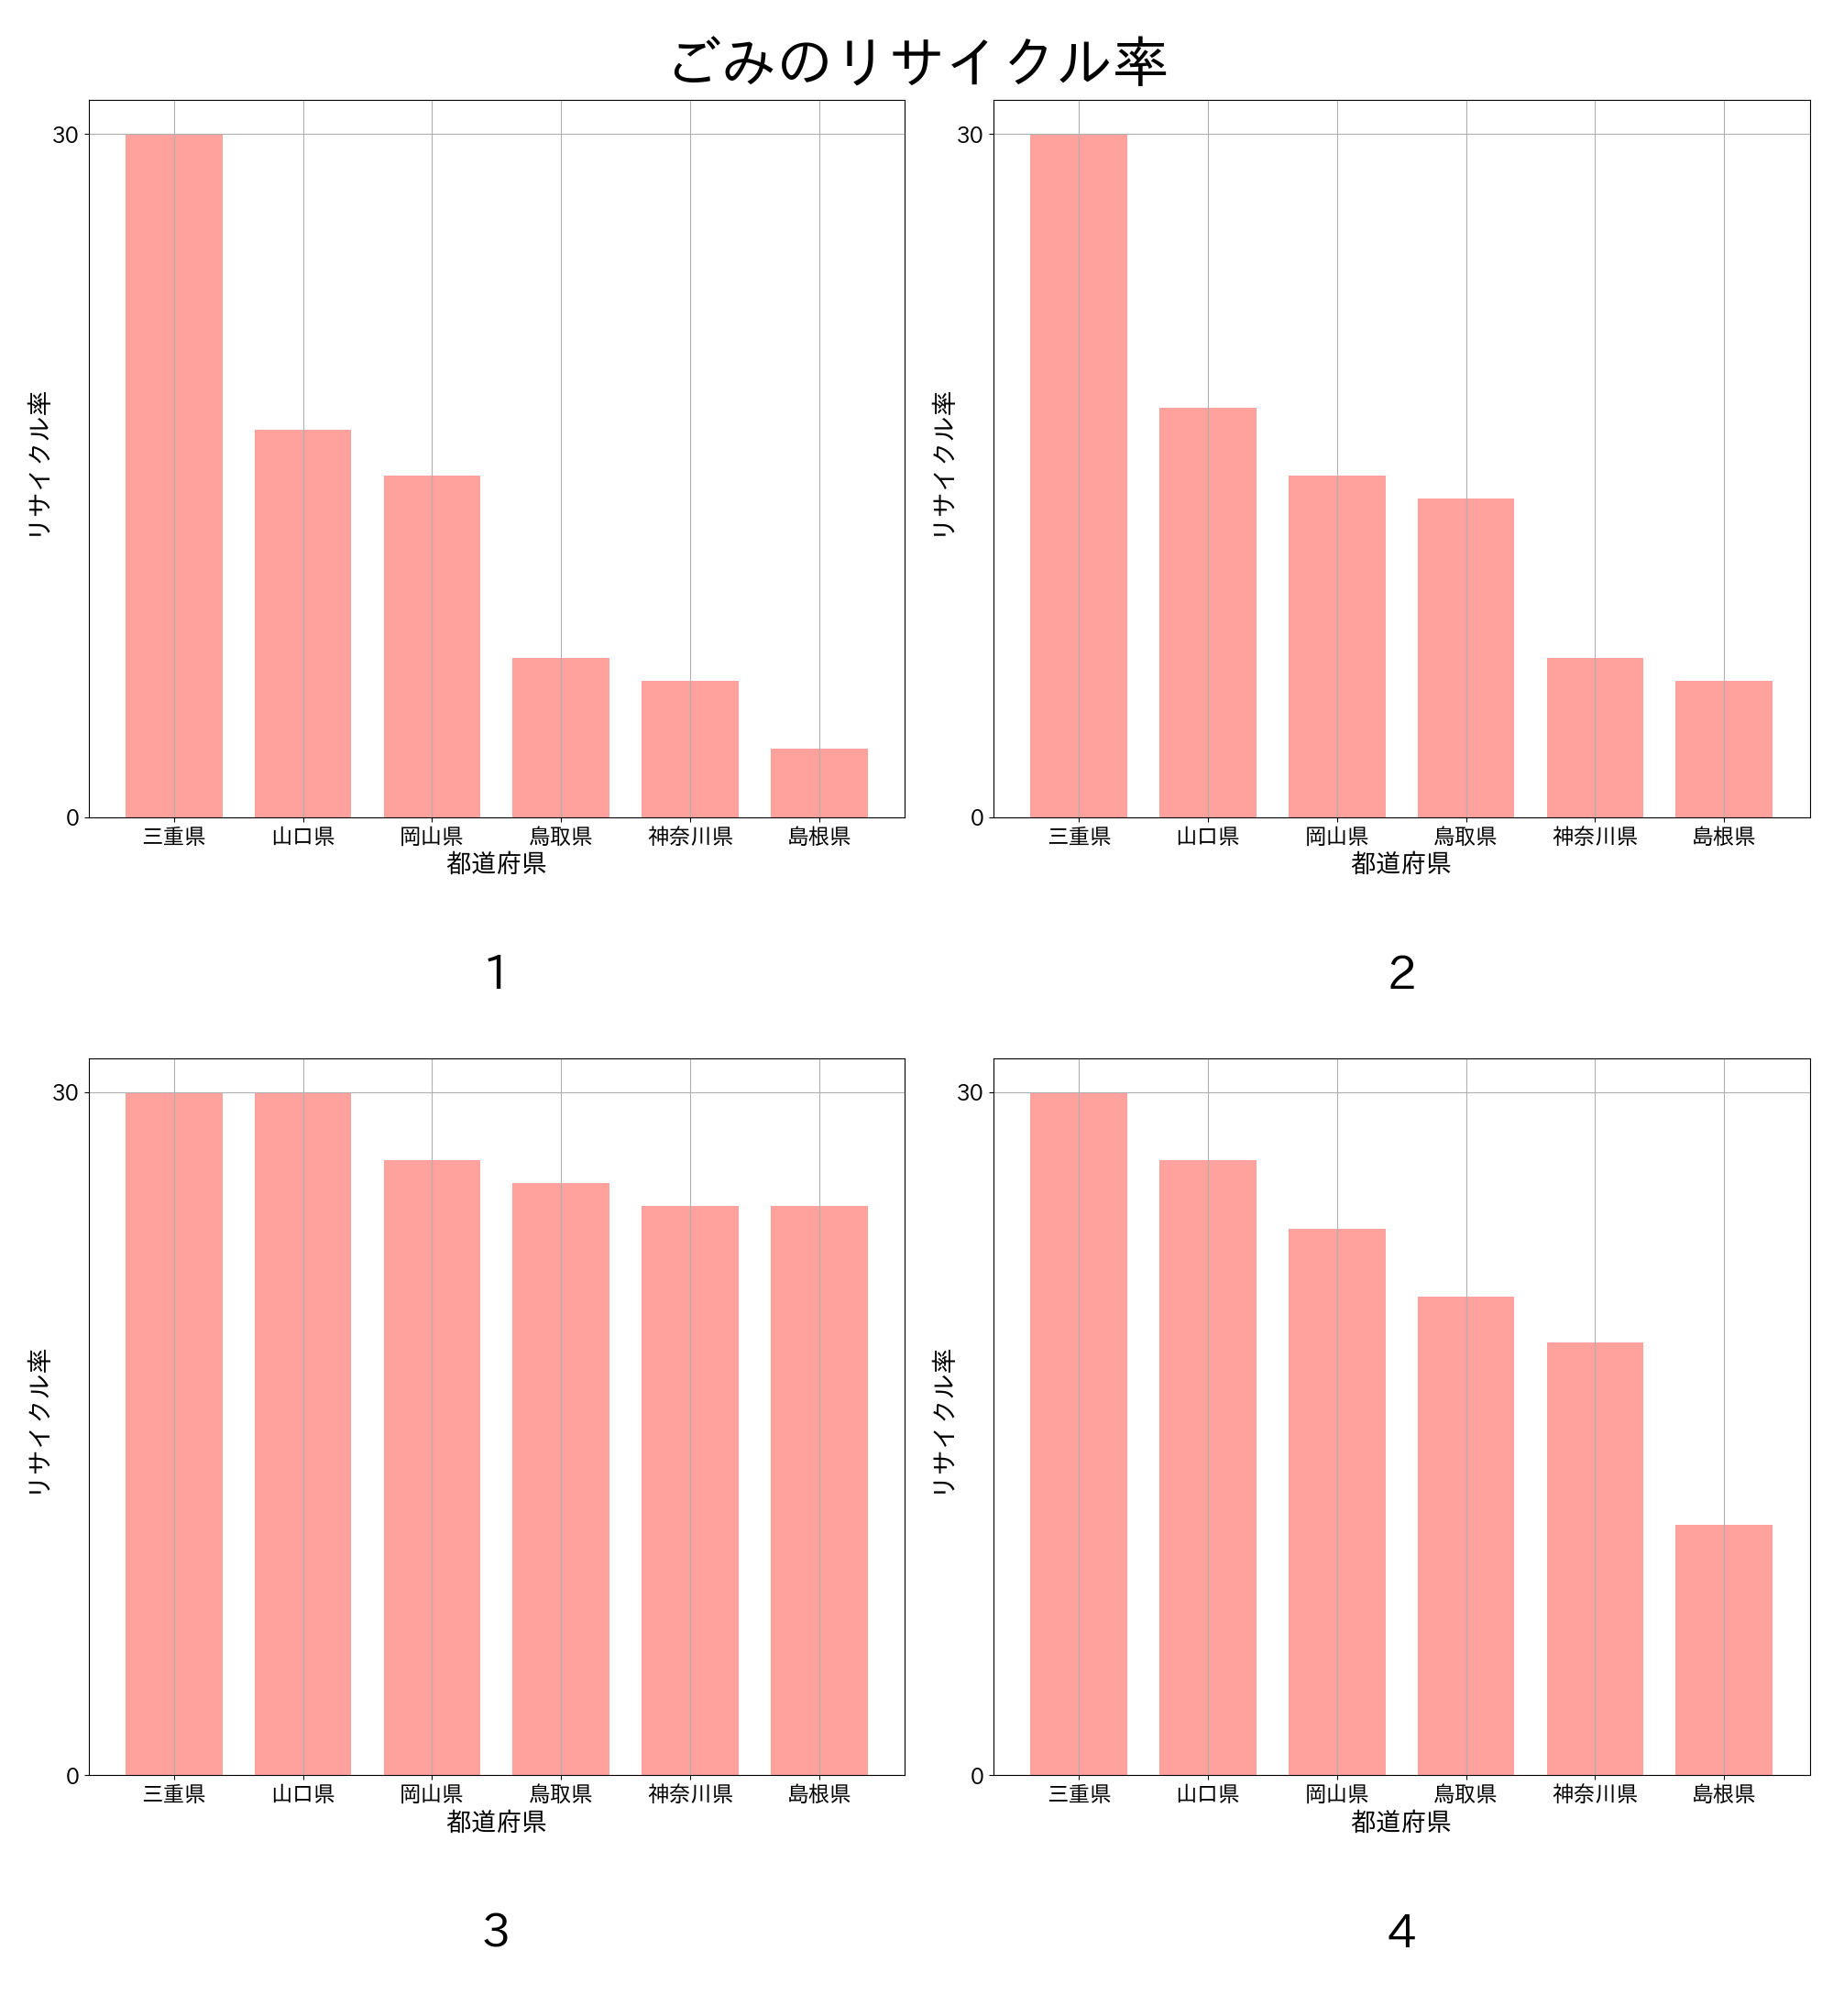 ごみのリサイクル率
30
0
リサイクル率
三重県 山口県 岡山県 鳥取県 神奈川県 島根県
都道府県
1
30
0
リサイクル率
三重県 山口県 岡山県 鳥取県 神奈川県 島根県
都道府県
2
30
0
リサイクル率
三重県 山口県 岡山県 鳥取県 神奈川県 島根県
都道府県
3
30
0
リサイクル率
三重県 山口県 岡山県 鳥取県 神奈川県 島根県
都道府県
4